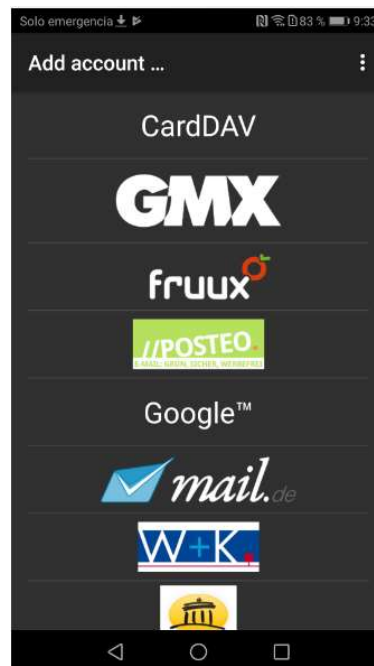 Solo emergencia 83 % 9:33
Add account ...
CardDAV
GMX
fruux
//POSTEO.
E-MAIL: GRÜN, SICHER, WERBEFREI
Google™
mail.de
W+K.